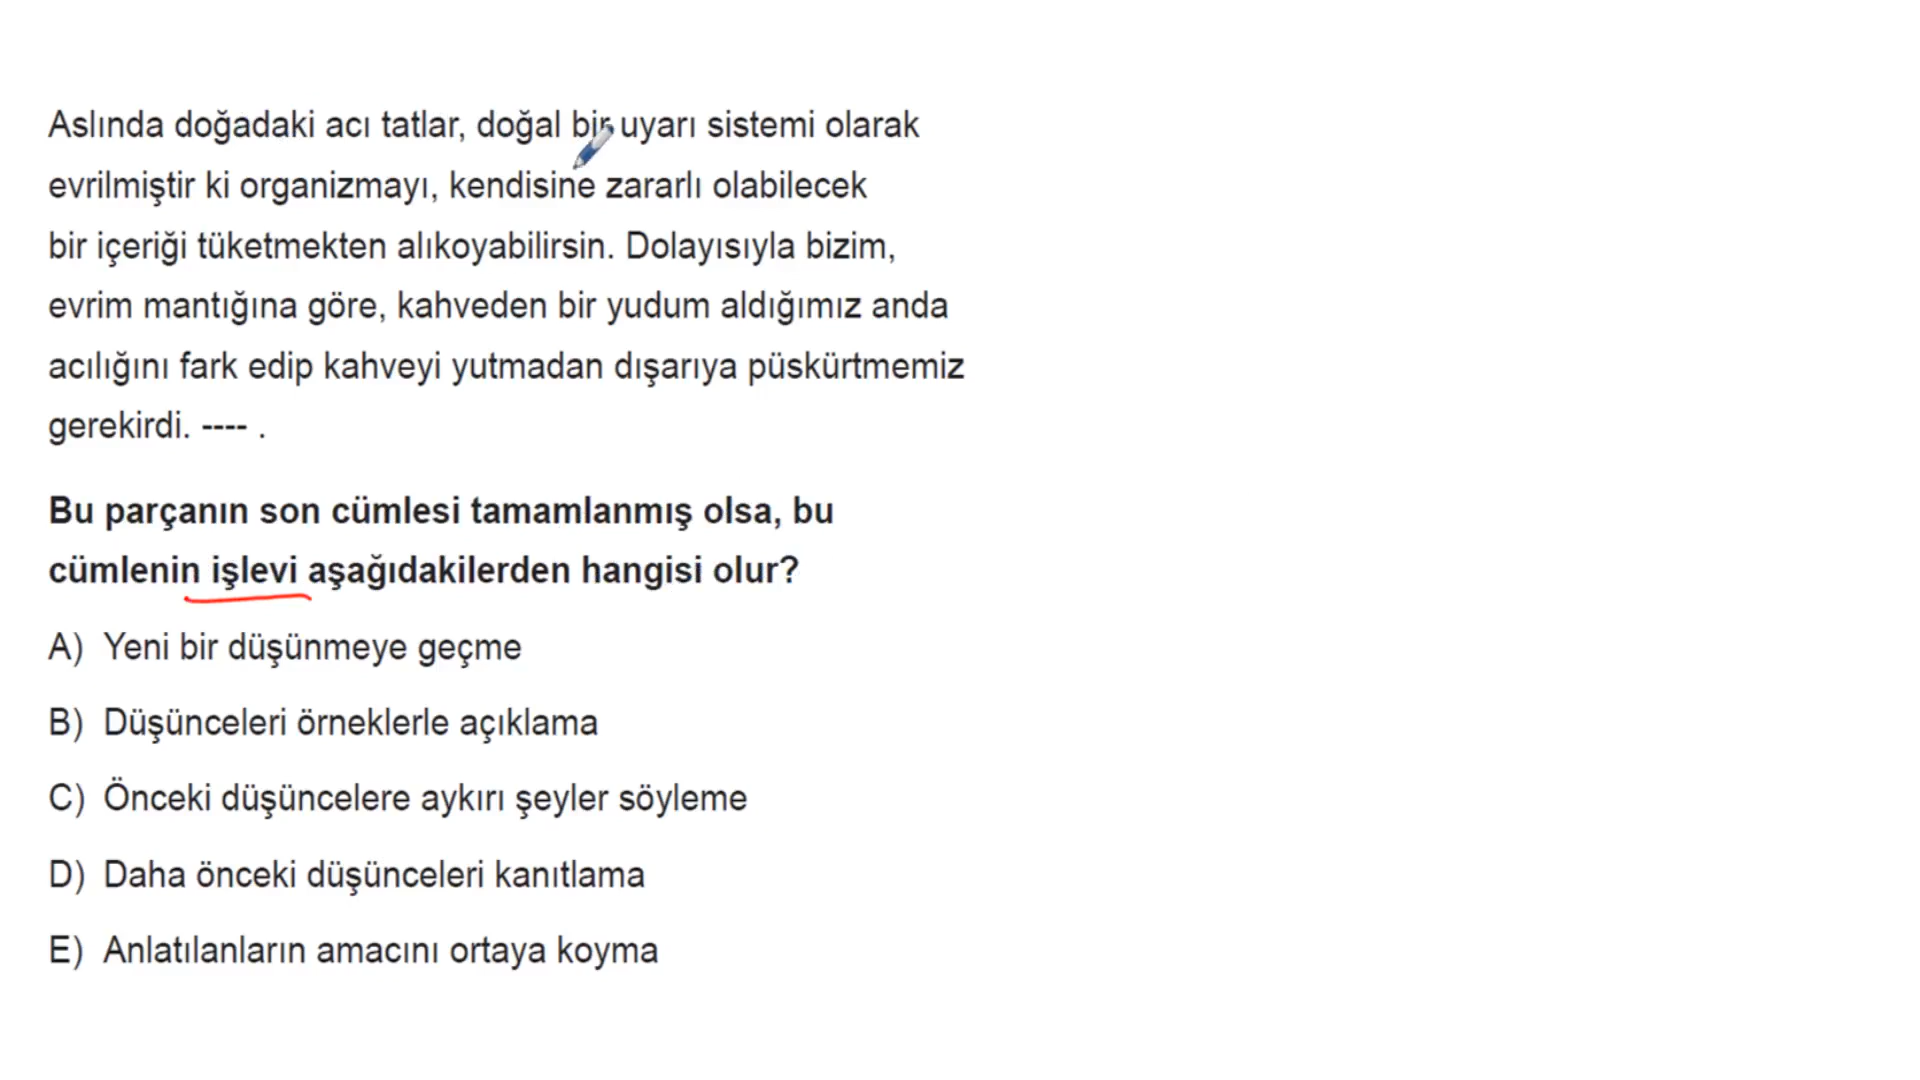 Aslında doğadaki acı tatlar, doğal bir uyarı sistemi olarak
evrilmiştir ki organizmayı, kendisine zararlı olabilecek
bir içeriği tüketmekten alıkoyabilirsin. Dolayısıyla bizim,
evrim mantığına göre, kahveden bir yudum aldığımız anda
acılığını fark edip kahveyi yutmadan dışarıya püskürtmemiz
gerekirdi. ---- .
Bu parçanın son cümlesi tamamlanmış olsa, bu
cümlenin işlevi aşağıdakilerden hangisi olur?
A) Yeni bir düşünmeye geçme
B) Düşünceleri örneklerle açıklama
C) Önceki düşüncelere aykırı şeyler söyleme
D) Daha önceki düşünceleri kanıtlama
E) Anlatılanların amacını ortaya koyma